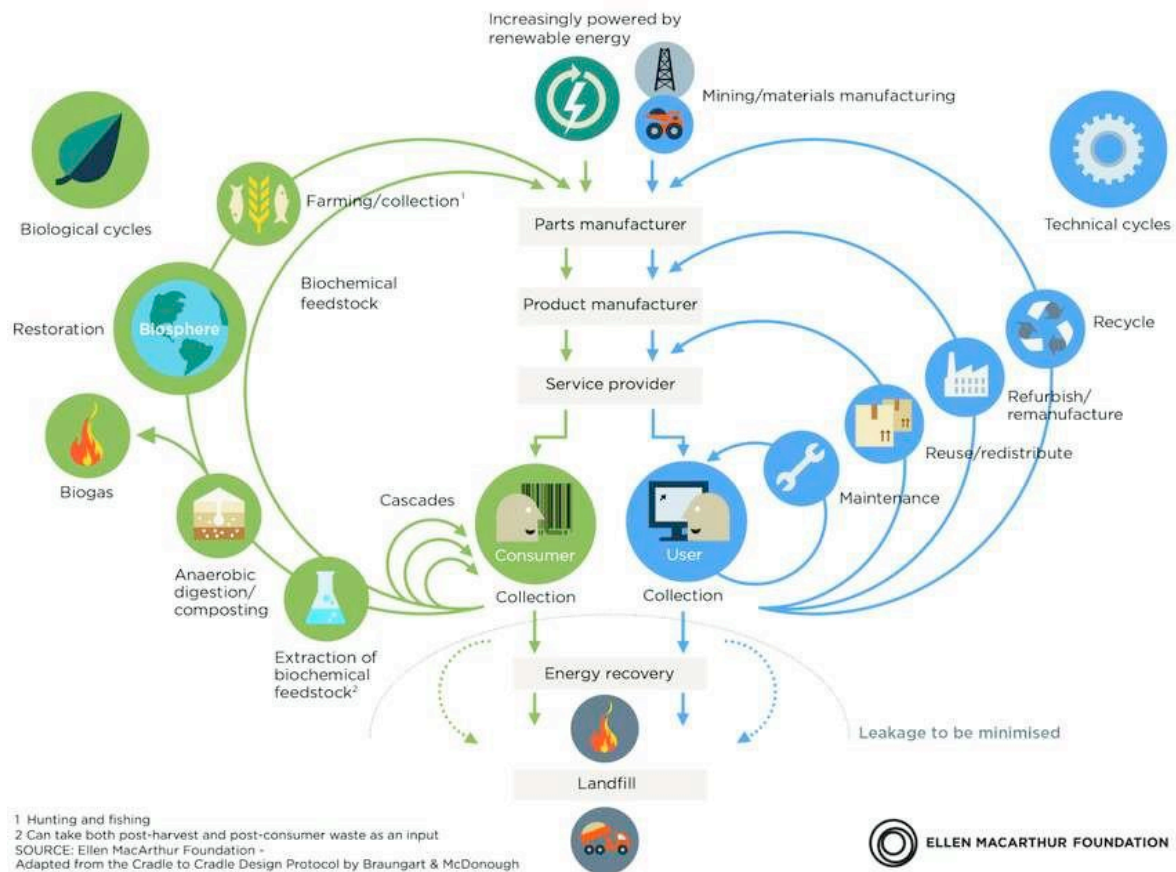 Increasingly powered by
renewable energy
Mining/materials manufacturing
Biological cycles
Farming/collection¹
Parts manufacturer
Technical cycles
Biochemical
feedstock
Product manufacturer
Restoration
Biosphere
Recycle
Service provider
Refurbish/
remanufacture
Biogas
Reuse/redistribute
Cascades
Maintenance
Consumer
User
Anaerobic
digestion/
composting
Collection
Collection
Extraction of
biochemical
feedstock²
Energy recovery
Leakage to be minimised
Landfill
1 Hunting and fishing
2 Can take both post-harvest and post-consumer waste as an input
SOURCE: Ellen MacArthur Foundation -
Adapted from the Cradle to Cradle Design Protocol by Braungart & McDonough
ELLEN MACARTHUR FOUNDATION